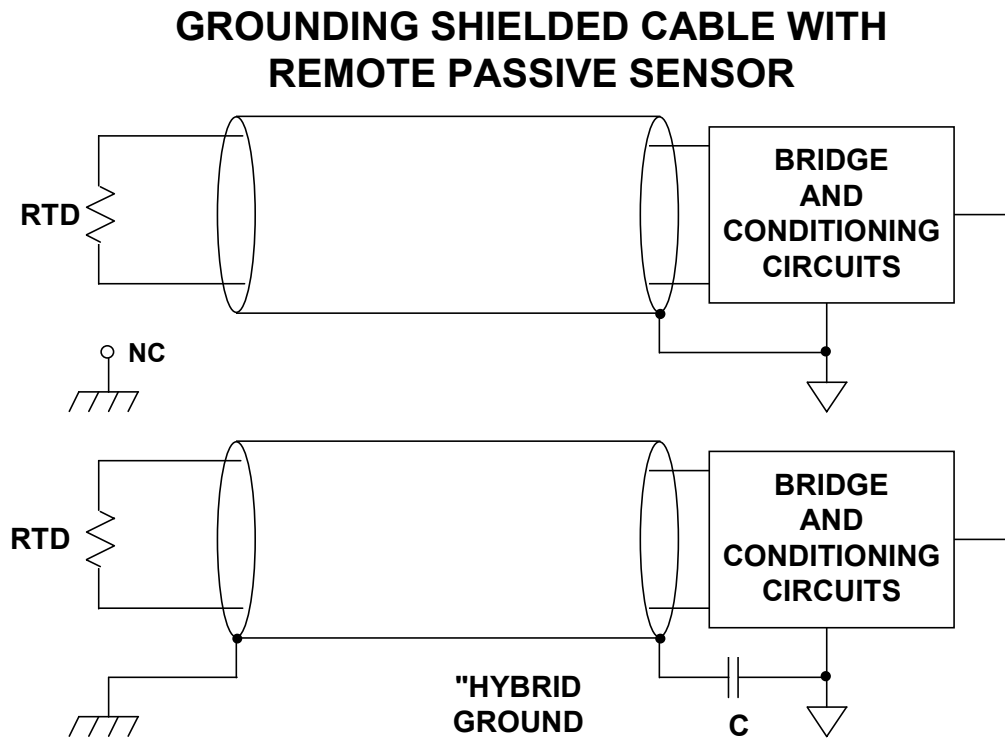 GROUNDING SHIELDED CABLE WITH
REMOTE PASSIVE SENSOR
RTD
BRIDGE
AND
CONDITIONING
CIRCUITS
NC
RTD
BRIDGE
AND
CONDITIONING
CIRCUITS
"HYBRID
GROUND
C